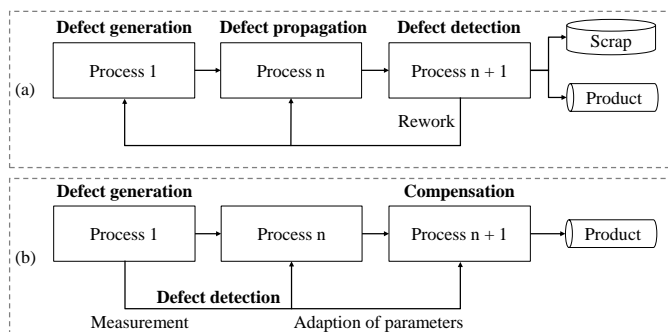 Defect generation Defect propagation Defect detection
Process 1 Process n Process n + 1 Scrap
(a)
Product
Rework
Defect generation Compensation
Process 1 Process n Process n + 1 Product
(b)
Defect detection
Measurement Adaption of parameters